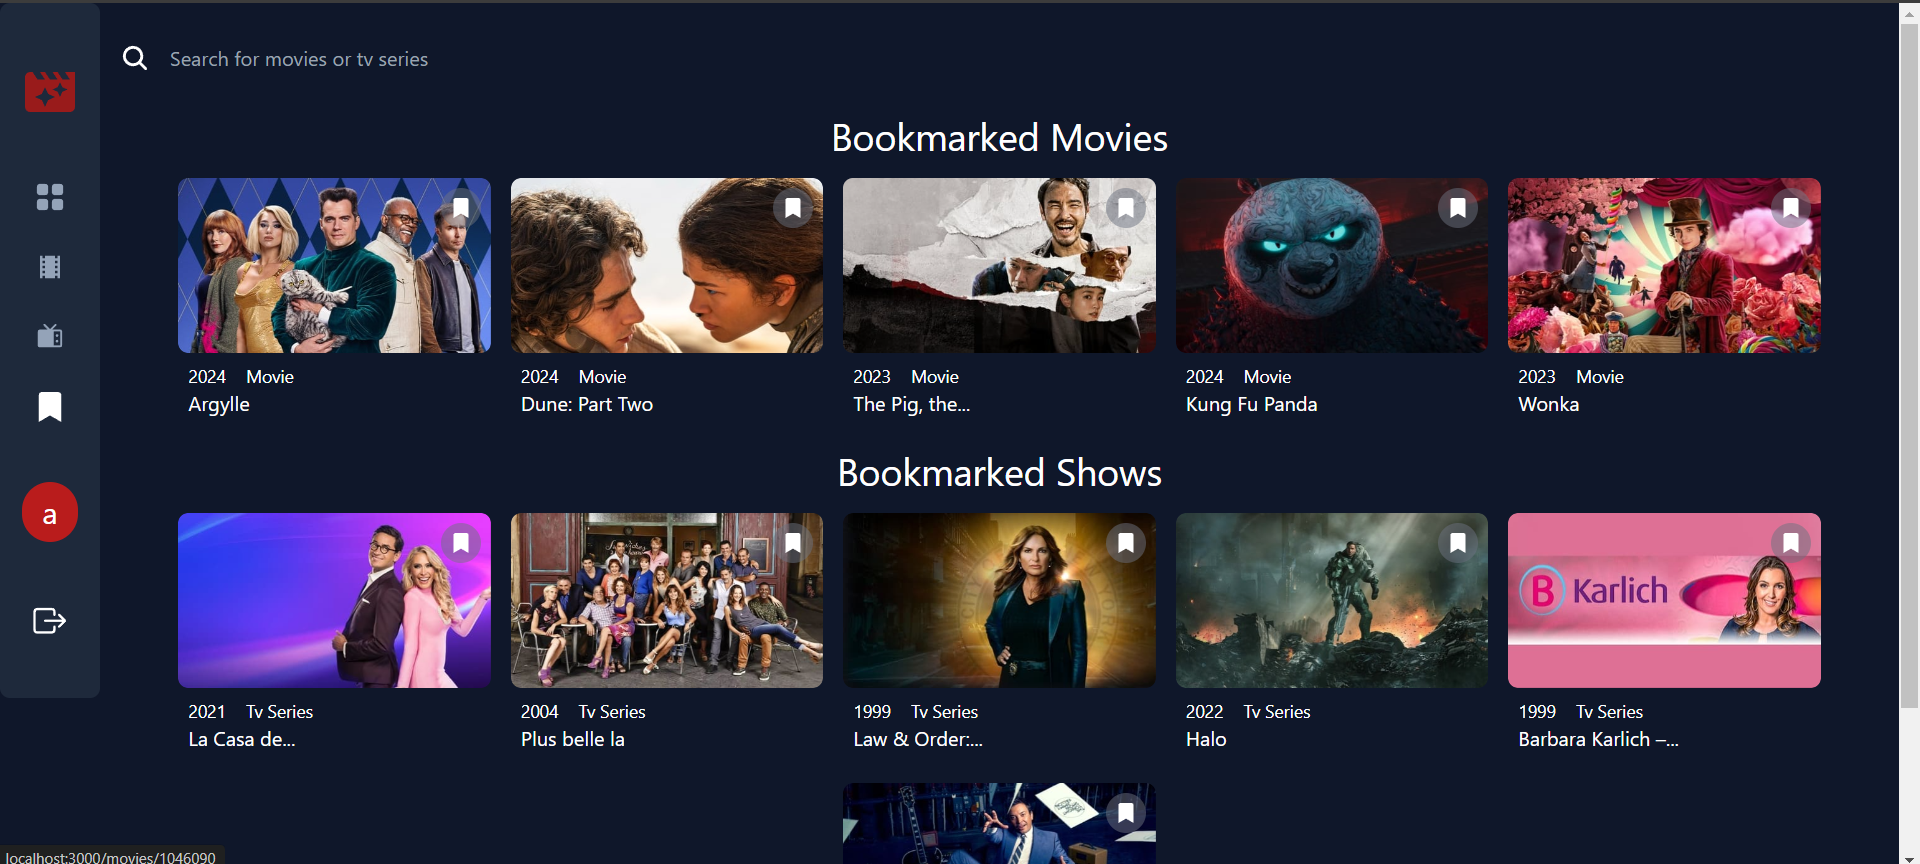 Search for movies or tv series
Bookmarked Movies
2024 Movie
Argylle
2024 Movie
Dune: Part Two
2023 Movie
The Pig, the...
2024 Movie
Kung Fu Panda
2023 Movie
Wonka
Bookmarked Shows
a
B Karlich
2021 Tv Series
La Casa de...
2004 Tv Series
Plus belle la
1999 Tv Series
Law & Order:...
2022 Tv Series
Halo
1999 Tv Series
Barbara Karlich –...
localhost:3000/movies/1046090